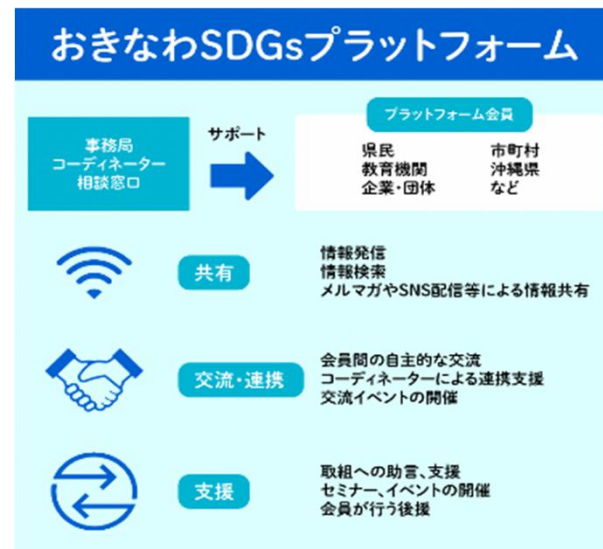 おきなわSDGsプラットフォーム
事務局
コーディネーター
相談窓口
サポート
プラットフォーム会員
県民
教育機関
企業・団体
市町村
沖縄県
など
共有
情報発信
情報検索
メルマガやSNS配信等による情報共有
交流・連携
会員間の自主的な交流
コーディネーターによる連携支援
交流イベントの開催
支援
取組への助言、支援
セミナー、イベントの開催
会員が行う後援